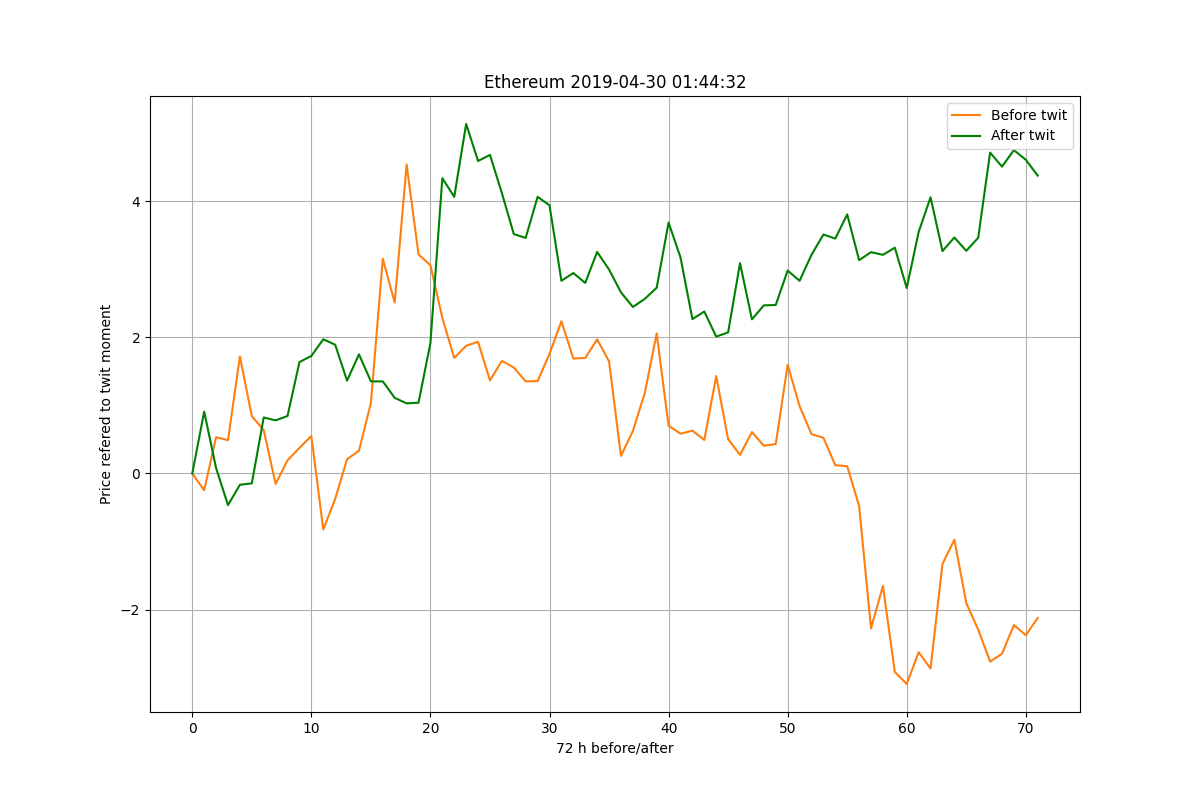 Ethereum 2019-04-30 01:44:32
Before twit
After twit
Price refered to twit moment
4
2
0
−2
0 10 20 30 40 50 60 70
72 h before/after